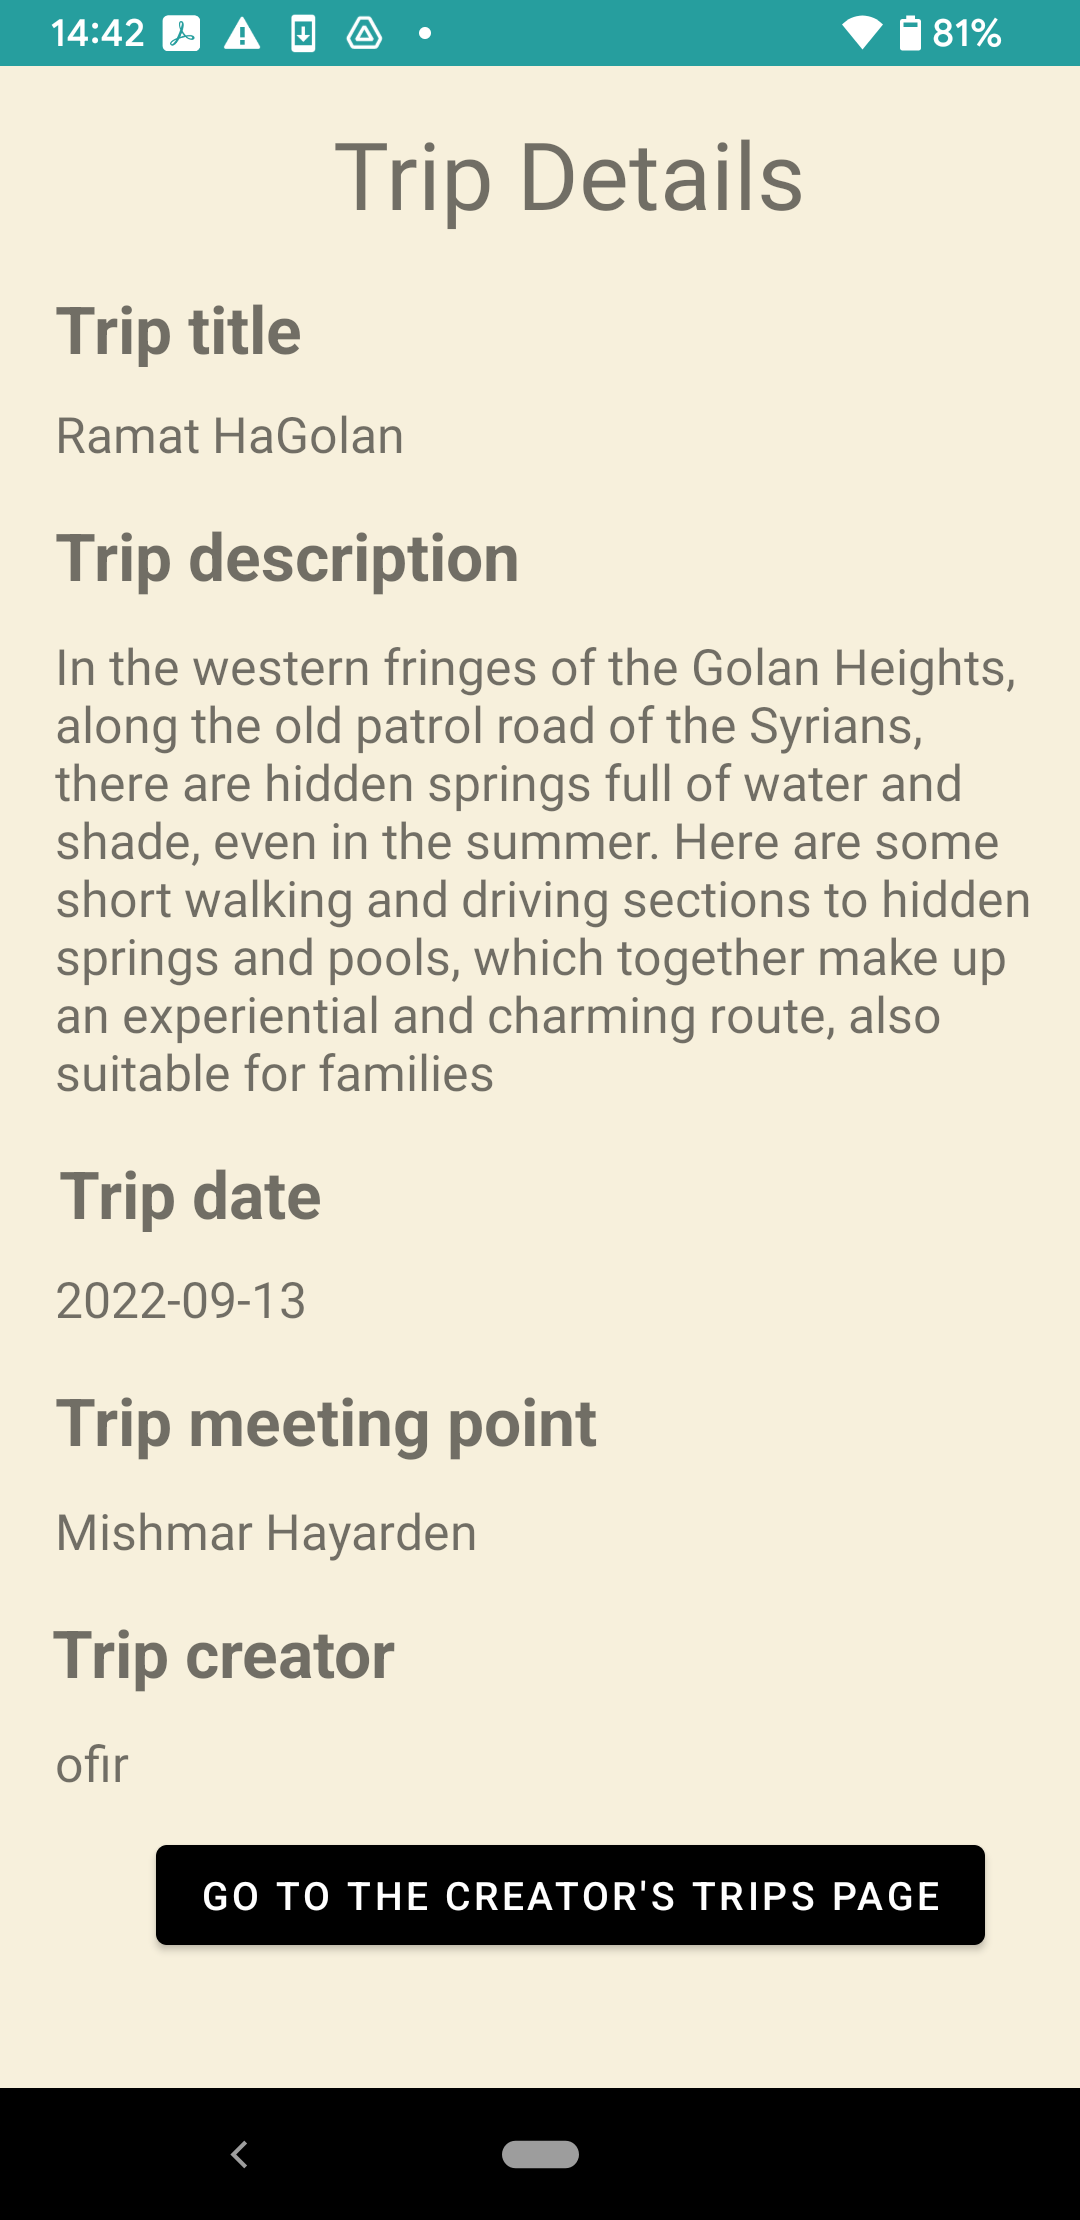 14:42
81%
Trip Details
Trip title
Ramat HaGolan
Trip description
In the western fringes of the Golan Heights,
along the old patrol road of the Syrians,
there are hidden springs full of water and
shade, even in the summer. Here are some
short walking and driving sections to hidden
springs and pools, which together make up
an experiential and charming route, also
suitable for families
Trip date
2022-09-13
Trip meeting point
Mishmar Hayarden
Trip creator
ofir
GO TO THE CREATOR'S TRIPS PAGE